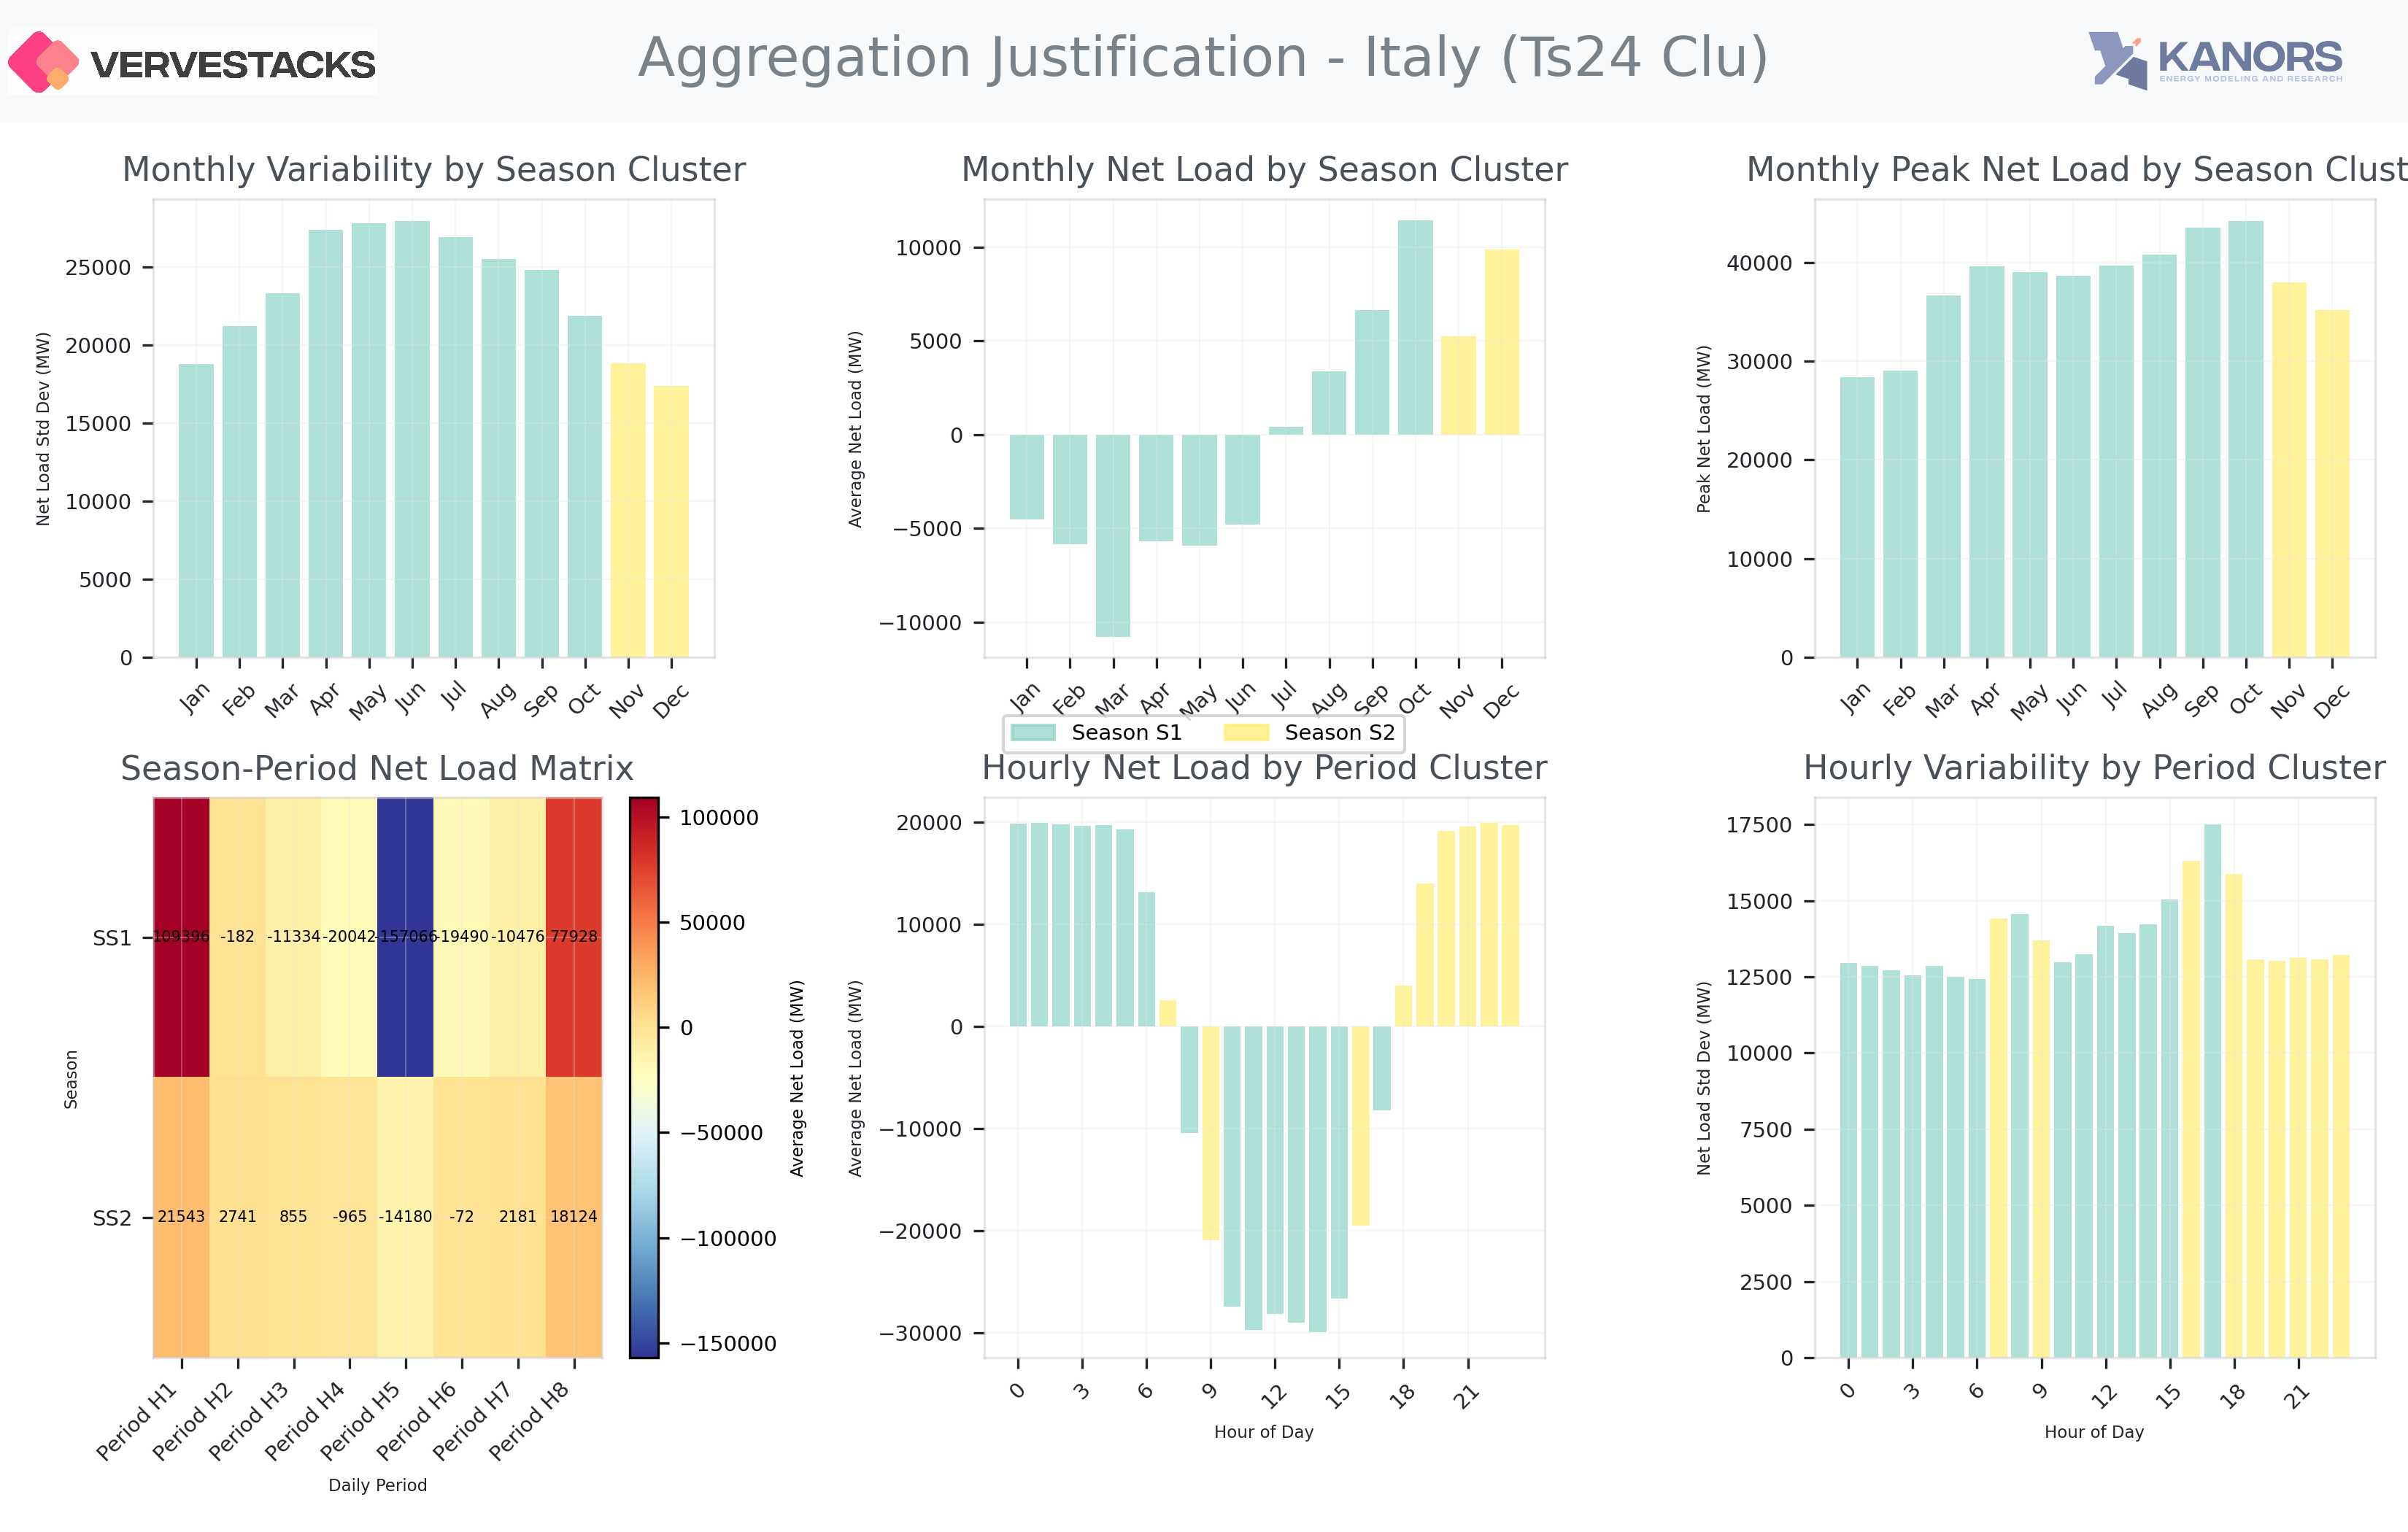 VERVESTACKS
Aggregation Justification - Italy (Ts24 Clu)
KANORS
ENERGY MODELING AND RESEARCH
Monthly Variability by Season Cluster
Net Load Std Dev (MW)
25000
20000
15000
10000
5000
0
Jan Feb Mar Apr May Jun Jul Aug Sep Oct Nov Dec
Monthly Net Load by Season Cluster
Average Net Load (MW)
10000
5000
0
−5000
−10000
Jan Feb Mar Apr May Jun Jul Aug Sep Oct Nov Dec
Monthly Peak Net Load by Season Clust
Peak Net Load (MW)
40000
30000
20000
10000
0
Jan Feb Mar Apr May Jun Jul Aug Sep Oct Nov Dec
Season S1 Season S2
Season-Period Net Load Matrix
Season
SS1 109396 -182 -11334 -20042 -157066 -19490 -10476 77928
SS2 21543 2741 855 -965 -14180 -72 2181 18124
Period H1 Period H2 Period H3 Period H4 Period H5 Period H6 Period H7 Period H8
Daily Period
100000
50000
0
−50000
−100000
−150000
Average Net Load (MW)
Hourly Net Load by Period Cluster
Average Net Load (MW)
20000
10000
0
−10000
−20000
−30000
0 3 6 9 12 15 18 21
Hour of Day
Hourly Variability by Period Cluster
Net Load Std Dev (MW)
17500
15000
12500
10000
7500
5000
2500
0
0 3 6 9 12 15 18 21
Hour of Day